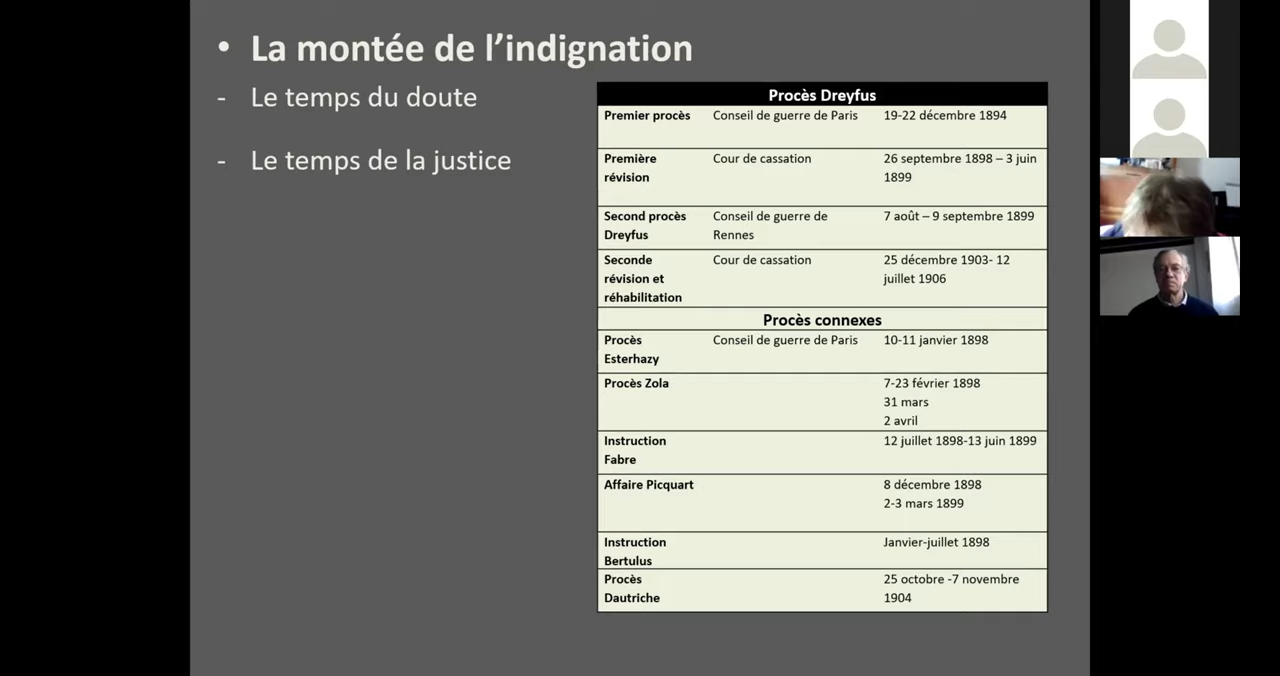 • La montée de l’indignation
- Le temps du doute
- Le temps de la justice
Procès Dreyfus
Premier procès Conseil de guerre de Paris 19-22 décembre 1894
Première Cour de cassation 26 septembre 1898 – 3 juin
révision 1899
Second procès Conseil de guerre de 7 août – 9 septembre 1899
Dreyfus Rennes
Seconde Cour de cassation 25 décembre 1903- 12
révision et juillet 1906
réhabilitation
Procès connexes
Procès Conseil de guerre de Paris 10-11 janvier 1898
Esterhazy
Procès Zola 7-23 février 1898
31 mars
2 avril
Instruction 12 juillet 1898-13 juin 1899
Fabre
Affaire Picquart 8 décembre 1898
2-3 mars 1899
Instruction Janvier-juillet 1898
Bertulus
Procès 25 octobre -7 novembre
Dautriche 1904